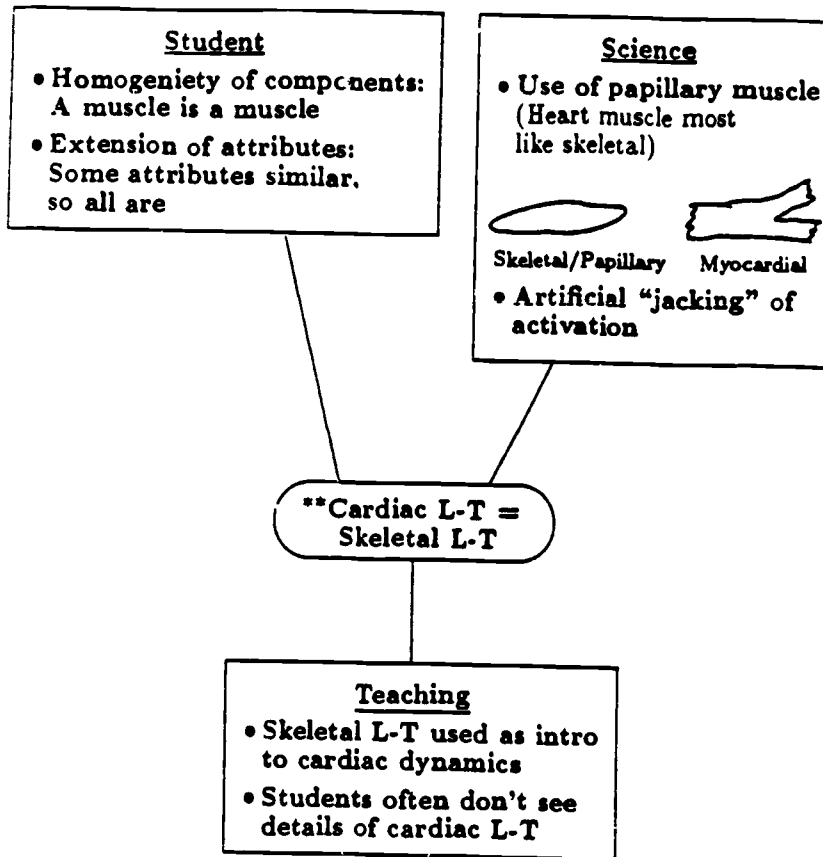 Student
• Homogeniety of components:
A muscle is a muscle
• Extension of attributes:
Some attributes similar,
so all are
Science
• Use of papillary muscle
(Heart muscle most
like skeletal)
Skeletal/Papillary Myocardial
• Artificial “jacking” of
activation
**Cardiac L-T =
Skeletal L-T
Teaching
• Skeletal L-T used as intro
to cardiac dynamics
• Students often don't see
details of cardiac L-T